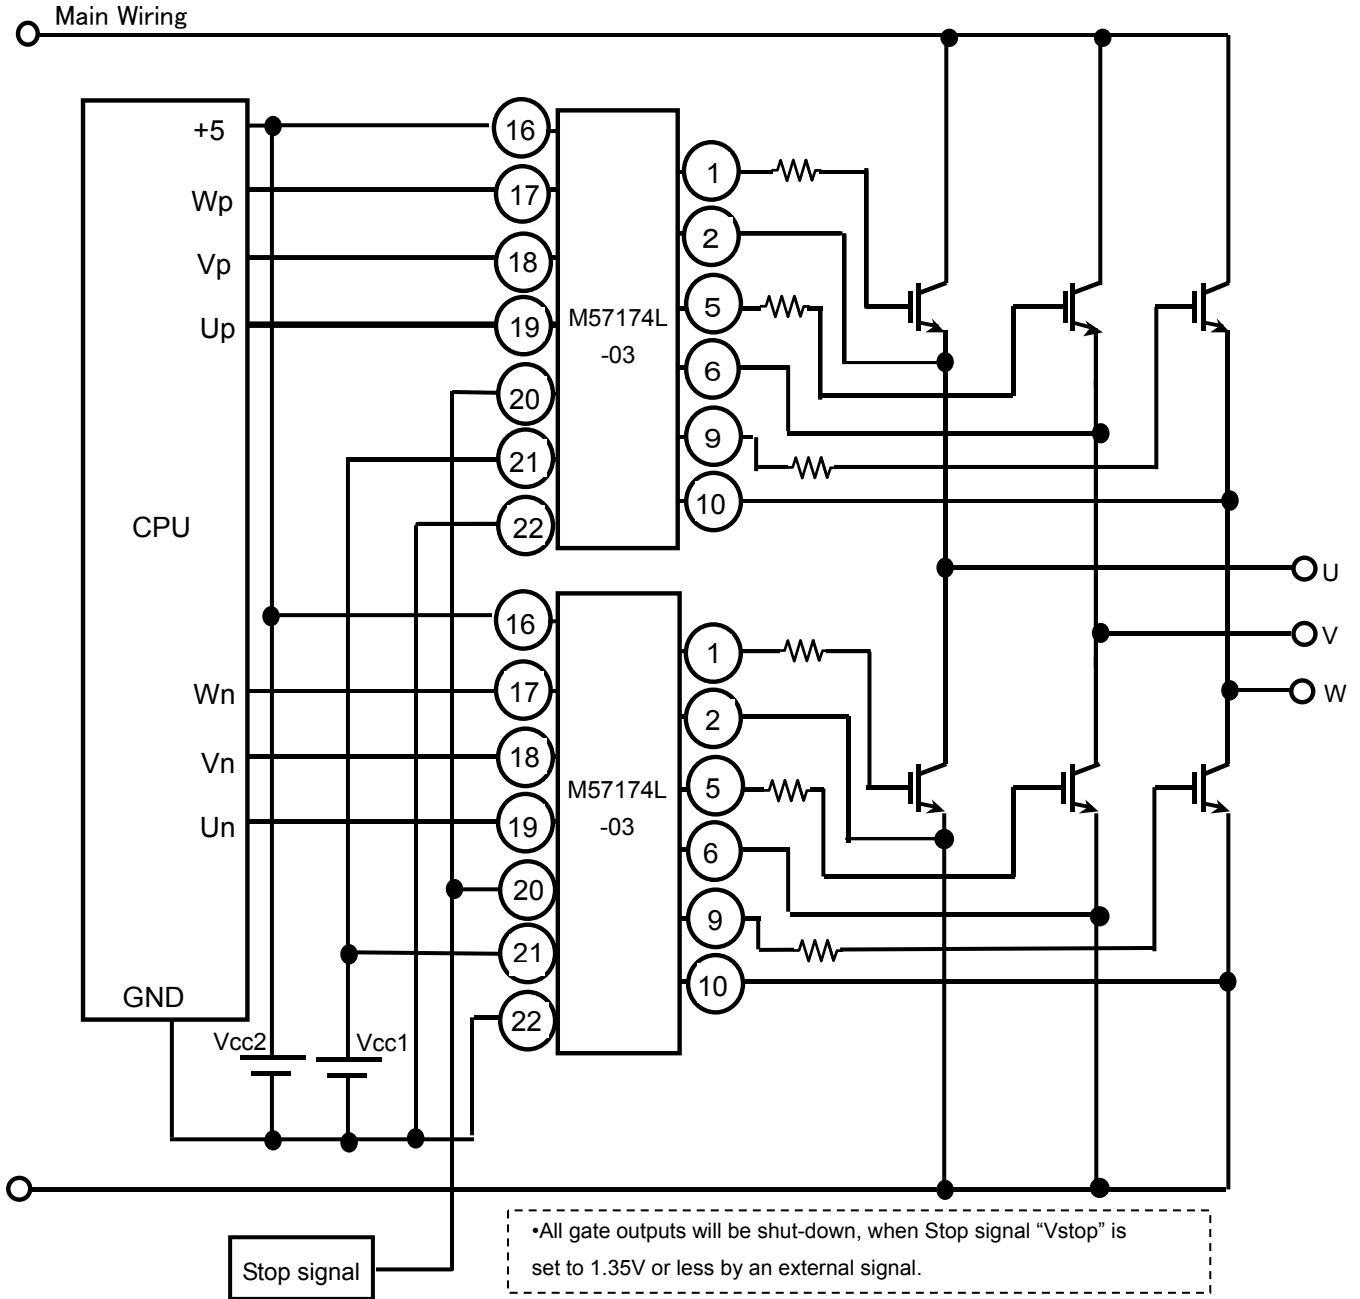 Main Wiring
+5
Wp
Vp
Up
CPU
Wn
Vn
Un
GND
Vcc2
Vcc1
16
17
18
19
20
21
22
M57174L
-03
1
2
5
6
9
10
16
17
18
19
20
21
22
M57174L
-03
1
2
5
6
9
10
U
V
W
Stop signal
•All gate outputs will be shut-down, when Stop signal “Vstop” is
set to 1.35V or less by an external signal.